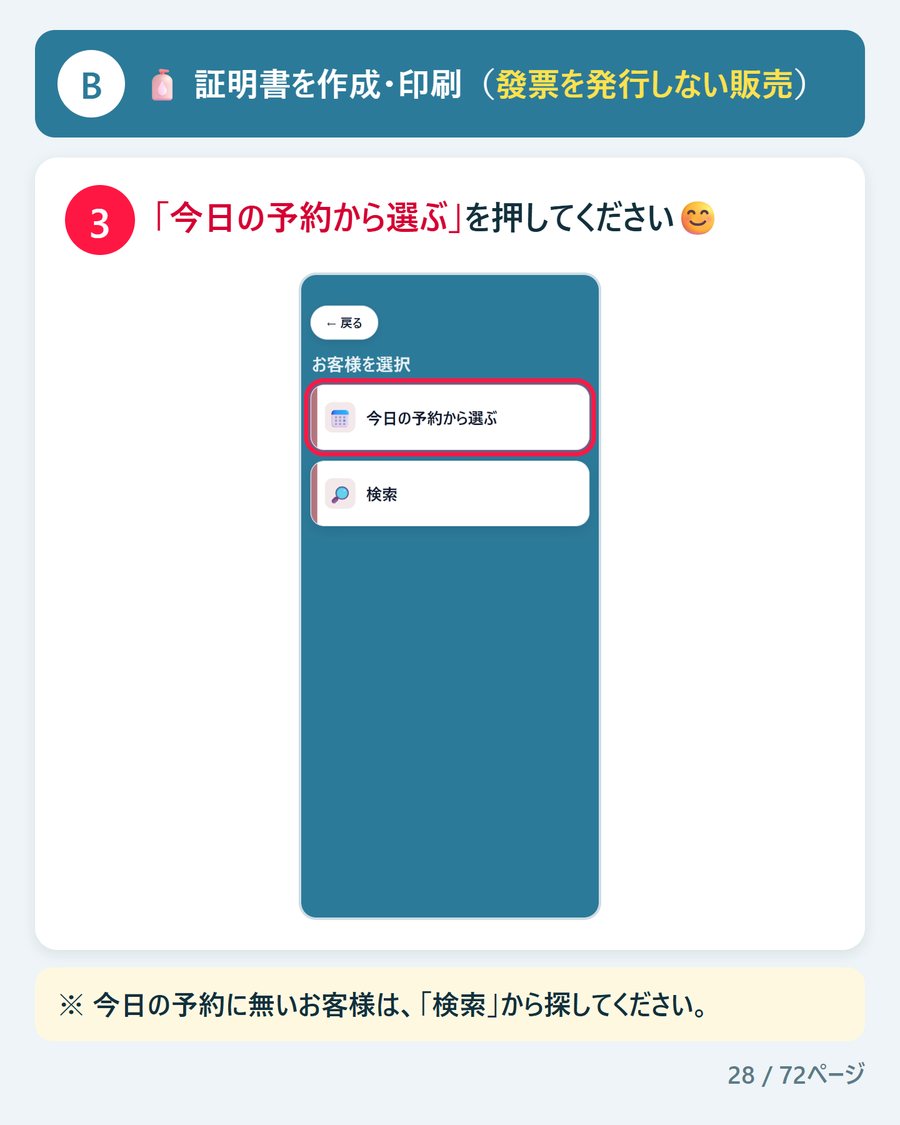 B 証明書を作成・印刷（發票を発行しない販売）
3 「今日の予約から選ぶ」を押してください😊
← 戻る
お客様を選択
今日の予約から選ぶ
検索
※ 今日の予約に無いお客様は、「検索」から探してください。
28 / 72ページ